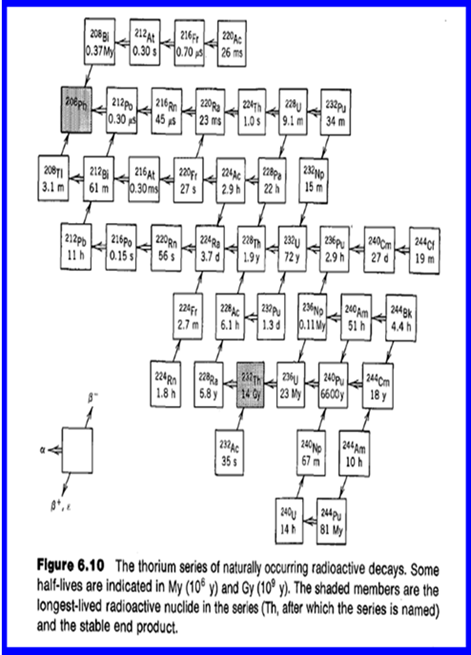 208Bi 212At 216Fr 220Ac
0.37My 0.30 s 0.70 μs 26 ms
208Pb 212Po 216Rn 220Ra 224Th 228U 232Pu
0.30 μs 45 μs 23 ms 1.0 s 9.1 m 34 m
208Tl 212Bi 216At 220Fr 224Ac 228Pa 232Np
3.1 m 61 m 0.30ms 27 s 2.9 h 22 h 15 m
212Pb 216Po 220Rn 224Ra 228Th 232U 236Pu 240Cm 244Cf
11 h 0.15 s 56 s 3.7 d 1.9y 72 y 2.9 h 27 d 19 m
224Fr 228Ac 232Pu 236Np 240Am 244Bk
2.7 m 6.1 h 1.3 d 0.11My 51 h 4.4 h
224Rn 228Ra 232Th 236U 240Pu 244Cm
1.8 h 5.8 y 14 Gy 23 My 6600y 18 y
β−
α
β+, ε
232Ac 240Np 244Am
35 s 67 m 10 h
240U 244Pu
14 h 81 My
Figure 6.10 The thorium series of naturally occurring radioactive decays. Some
half-lives are indicated in My (10⁶ y) and Gy (10⁹ y). The shaded members are the
longest-lived radioactive nuclide in the series (Th, after which the series is named)
and the stable end product.